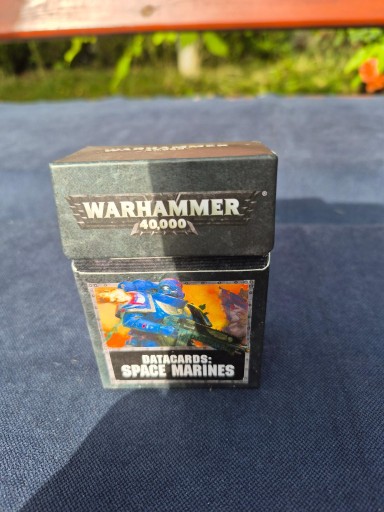 WARHAMMER
40,000
®
DATACARDS:
SPACE MARINES